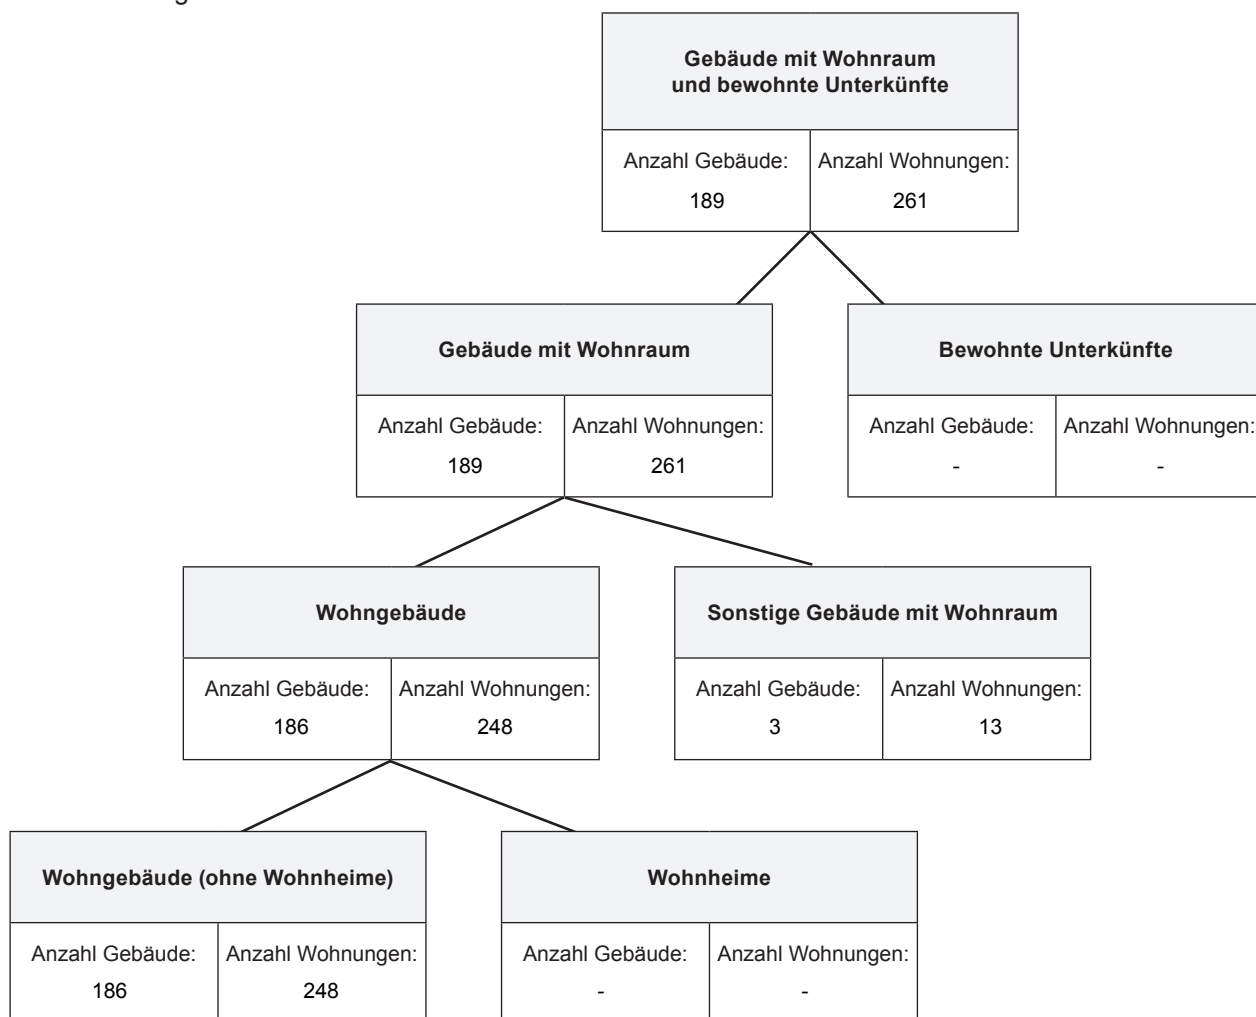 Gebäude mit Wohnraum
und bewohnte Unterkünfte
Anzahl Gebäude: Anzahl Wohnungen:
189 261
Gebäude mit Wohnraum
Anzahl Gebäude: Anzahl Wohnungen:
189 261
Bewohnte Unterkünfte
Anzahl Gebäude: Anzahl Wohnungen:
- -
Wohngebäude
Anzahl Gebäude: Anzahl Wohnungen:
186 248
Sonstige Gebäude mit Wohnraum
Anzahl Gebäude: Anzahl Wohnungen:
3 13
Wohngebäude (ohne Wohnheime)
Anzahl Gebäude: Anzahl Wohnungen:
186 248
Wohnheime
Anzahl Gebäude: Anzahl Wohnungen:
- -